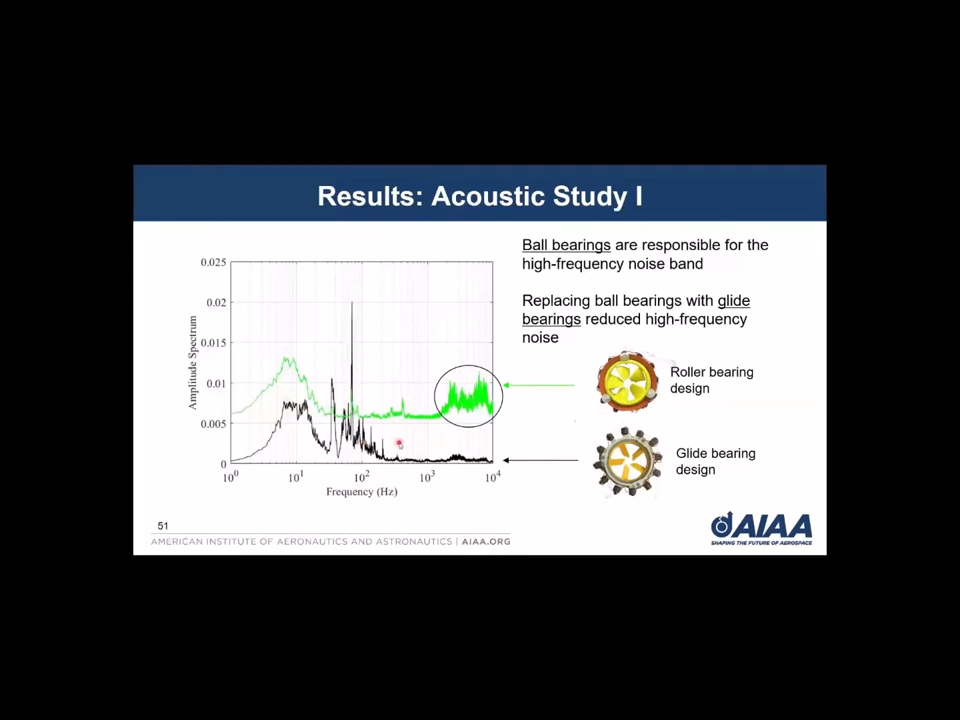 Results: Acoustic Study I
Ball bearings are responsible for the
high-frequency noise band
Replacing ball bearings with glide
bearings reduced high-frequency
noise
0.025
0.02
0.015
0.01
0.005
0
Amplitude Spectrum
10^0 10^1 10^2 10^3 10^4
Frequency (Hz)
Roller bearing
design
Glide bearing
design
51
AMERICAN INSTITUTE OF AERONAUTICS AND ASTRONAUTICS | AIAA.ORG
AIAA
SHAPING THE FUTURE OF AEROSPACE